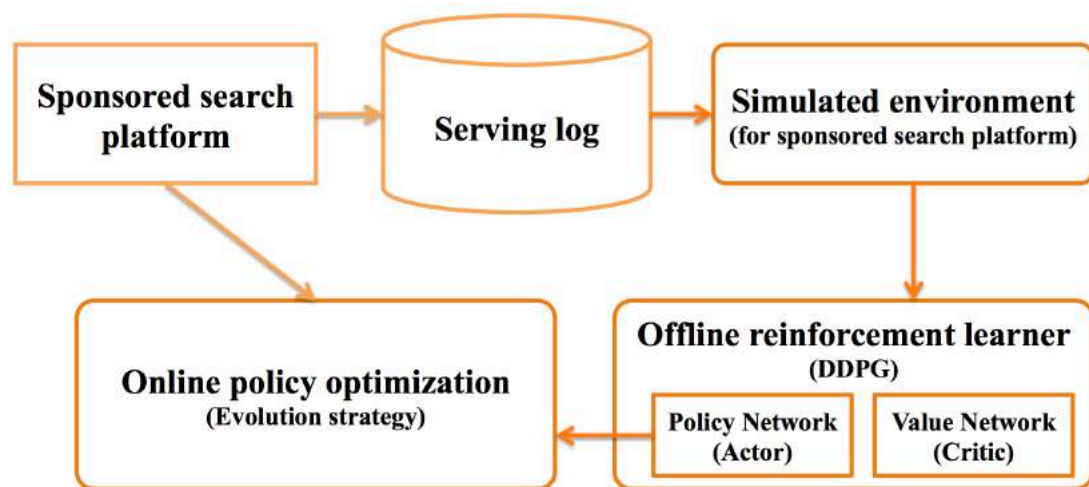 Sponsored search
platform
Serving log
Simulated environment
(for sponsored search platform)
Online policy optimization
(Evolution strategy)
Offline reinforcement learner
(DDPG)
Policy Network
(Actor)
Value Network
(Critic)